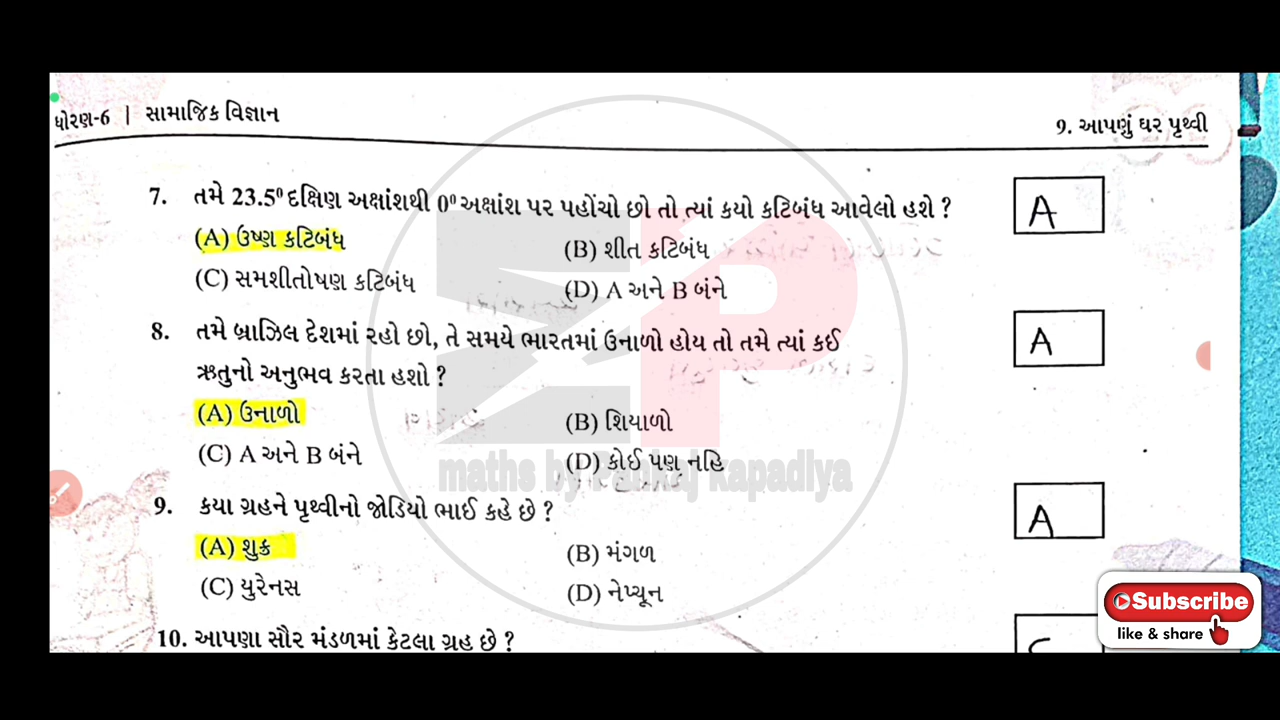 ધોરણ-6 | સામાજિક વિજ્ઞાન
9. આપણું ઘર પૃથ્વી
7. તમે 23.5⁰ દક્ષિણ અક્ષાંશથી 0⁰ અક્ષાંશ પર પહોંચો છો તો ત્યાં કયો કટિબંધ આવેલો હશે ?
A
(A) ઉષ્ણ કટિબંધ
(B) શીત કટિબંધ
(C) સમશીતોષણ કટિબંધ
(D) A અને B બંને
8. તમે બ્રાઝિલ દેશમાં રહો છો, તે સમયે ભારતમાં ઉનાળો હોય તો તમે ત્યાં કઈ
A
ઋતુનો અનુભવ કરતા હશો ?
(A) ઉનાળો
(B) શિયાળો
(C) A અને B બંને
(D) કોઈ પણ નહિ
maths by Pankaj Kapadiya
9. કયા ગ્રહને પૃથ્વીનો જોડિયો ભાઈ કહે છે ?
A
(A) શુક્ર
(B) મંગળ
(C) યુરેનસ
(D) નેપ્ચૂન
Subscribe
like & share
10. આપણા સૌર મંડળમાં કેટલા ગ્રહ છે ?